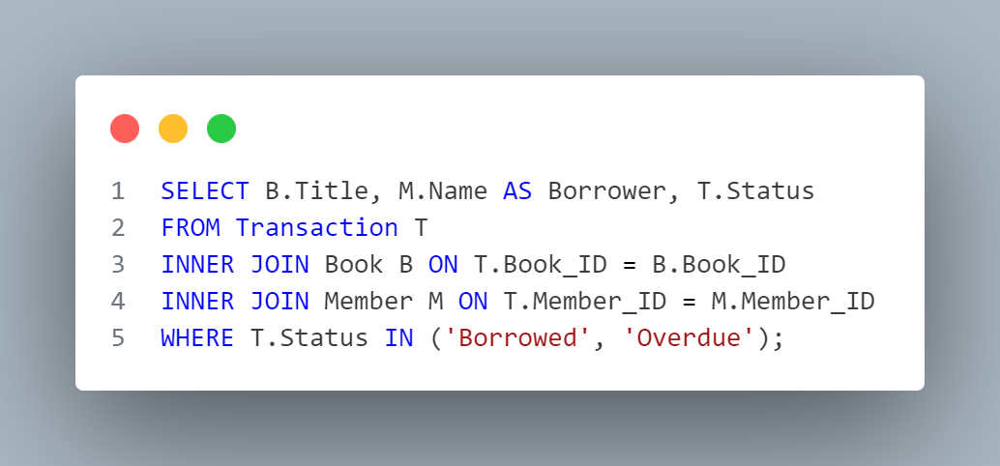 1 SELECT B.Title, M.Name AS Borrower, T.Status
2 FROM Transaction T
3 INNER JOIN Book B ON T.Book_ID = B.Book_ID
4 INNER JOIN Member M ON T.Member_ID = M.Member_ID
5 WHERE T.Status IN ('Borrowed', 'Overdue');